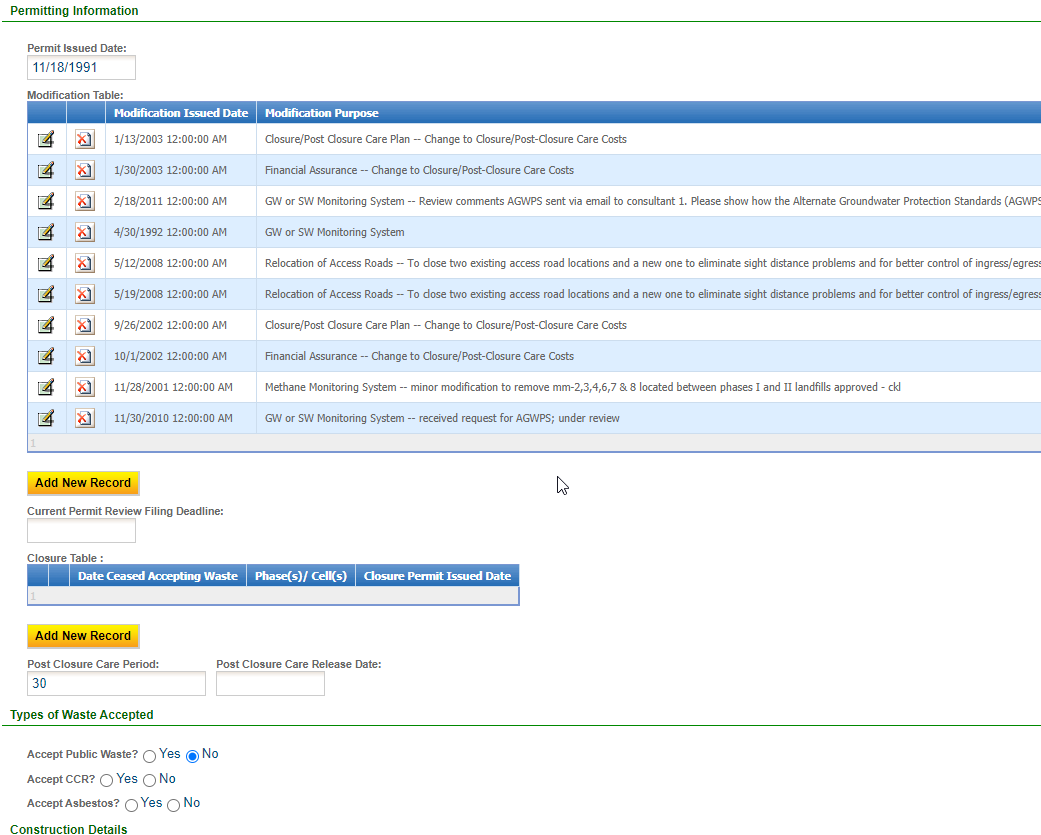 Permitting Information
Permit Issued Date:
11/18/1991
Modification Table:
Modification Issued Date Modification Purpose
1/13/2003 12:00:00 AM Closure/Post Closure Care Plan -- Change to Closure/Post-Closure Care Costs
1/30/2003 12:00:00 AM Financial Assurance -- Change to Closure/Post-Closure Care Costs
2/18/2011 12:00:00 AM GW or SW Monitoring System -- Review comments AGWPS sent via email to consultant 1. Please show how the Alternate Groundwater Protection Standards (AGWPS
4/30/1992 12:00:00 AM GW or SW Monitoring System
5/12/2008 12:00:00 AM Relocation of Access Roads -- To close two existing access road locations and a new one to eliminate sight distance problems and for better control of ingress/egress
5/19/2008 12:00:00 AM Relocation of Access Roads -- To close two existing access road locations and a new one to eliminate sight distance problems and for better control of ingress/egress
9/26/2002 12:00:00 AM Closure/Post Closure Care Plan -- Change to Closure/Post-Closure Care Costs
10/1/2002 12:00:00 AM Financial Assurance -- Change to Closure/Post-Closure Care Costs
11/28/2001 12:00:00 AM Methane Monitoring System -- minor modification to remove mm-2,3,4,6,7 & 8 located between phases I and II landfills approved - ckl
11/30/2010 12:00:00 AM GW or SW Monitoring System -- received request for AGWPS; under review
1
Add New Record
Current Permit Review Filing Deadline:
Closure Table :
Date Ceased Accepting Waste Phase(s)/ Cell(s) Closure Permit Issued Date
1
Add New Record
Post Closure Care Period: Post Closure Care Release Date:
30
Types of Waste Accepted
Accept Public Waste? Yes No
Accept CCR? Yes No
Accept Asbestos? Yes No
Construction Details